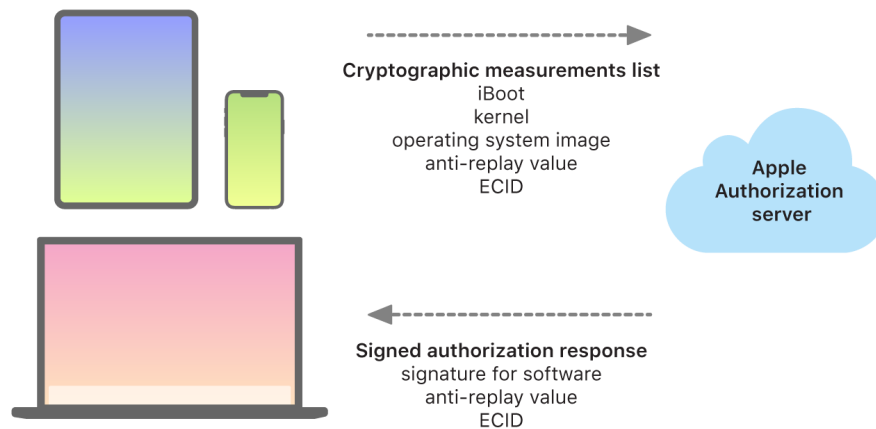 Cryptographic measurements list
iBoot
kernel
operating system image
anti-replay value
ECID
Apple
Authorization
server
Signed authorization response
signature for software
anti-replay value
ECID